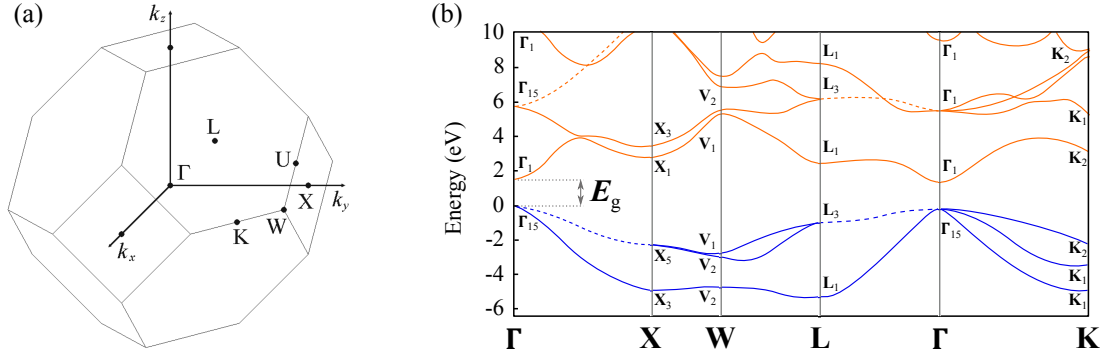 (a)
k_z
L
Γ
U
X
k_y
W
K
k_x
(b)
Energy (eV)
10
8
6
4
2
0
-2
-4
-6
Γ₁
Γ₁₅
Γ₁
Γ₁₅
E_g
X₃
X₁
X₅
X₃
V₂
V₁
V₁
V₂
V₂
L₁
L₃
L₁
L₃
L₁
Γ₁
Γ₁
Γ₁
Γ₁₅
K₂
K₁
K₂
K₂
K₁
K₁
Γ X W L Γ K